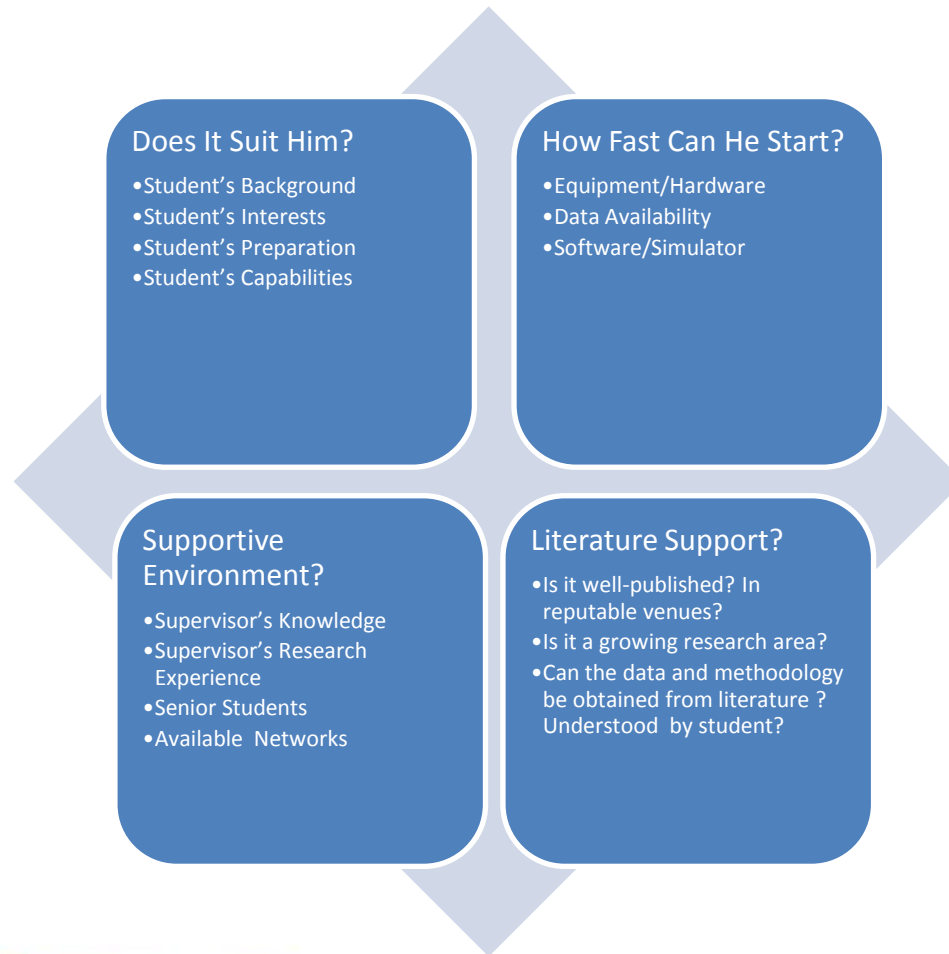 Does It Suit Him?
•Student’s Background
•Student’s Interests
•Student’s Preparation
•Student’s Capabilities
How Fast Can He Start?
•Equipment/Hardware
•Data Availability
•Software/Simulator
Supportive
Environment?
•Supervisor’s Knowledge
•Supervisor’s Research
Experience
•Senior Students
•Available Networks
Literature Support?
•Is it well-published? In
reputable venues?
•Is it a growing research area?
•Can the data and methodology
be obtained from literature ?
Understood by student?